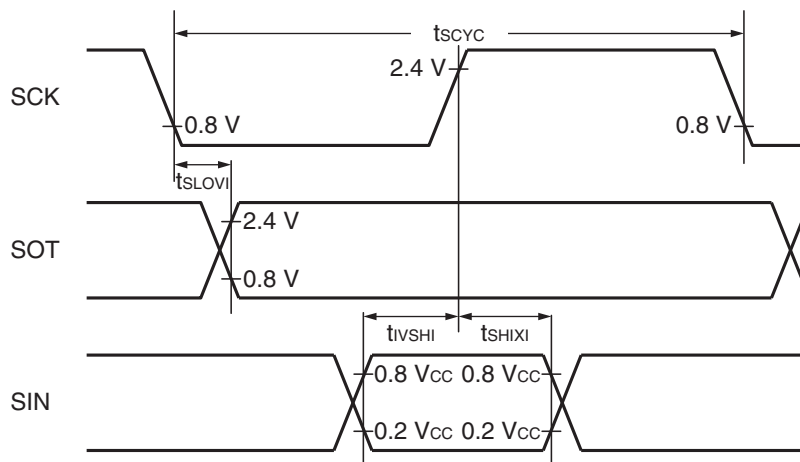 tSCYC
SCK
2.4 V
0.8 V
0.8 V
tSLOVI
SOT
2.4 V
0.8 V
tIVSHI
tSHIXI
SIN
0.8 VCC 0.8 VCC
0.2 VCC 0.2 VCC